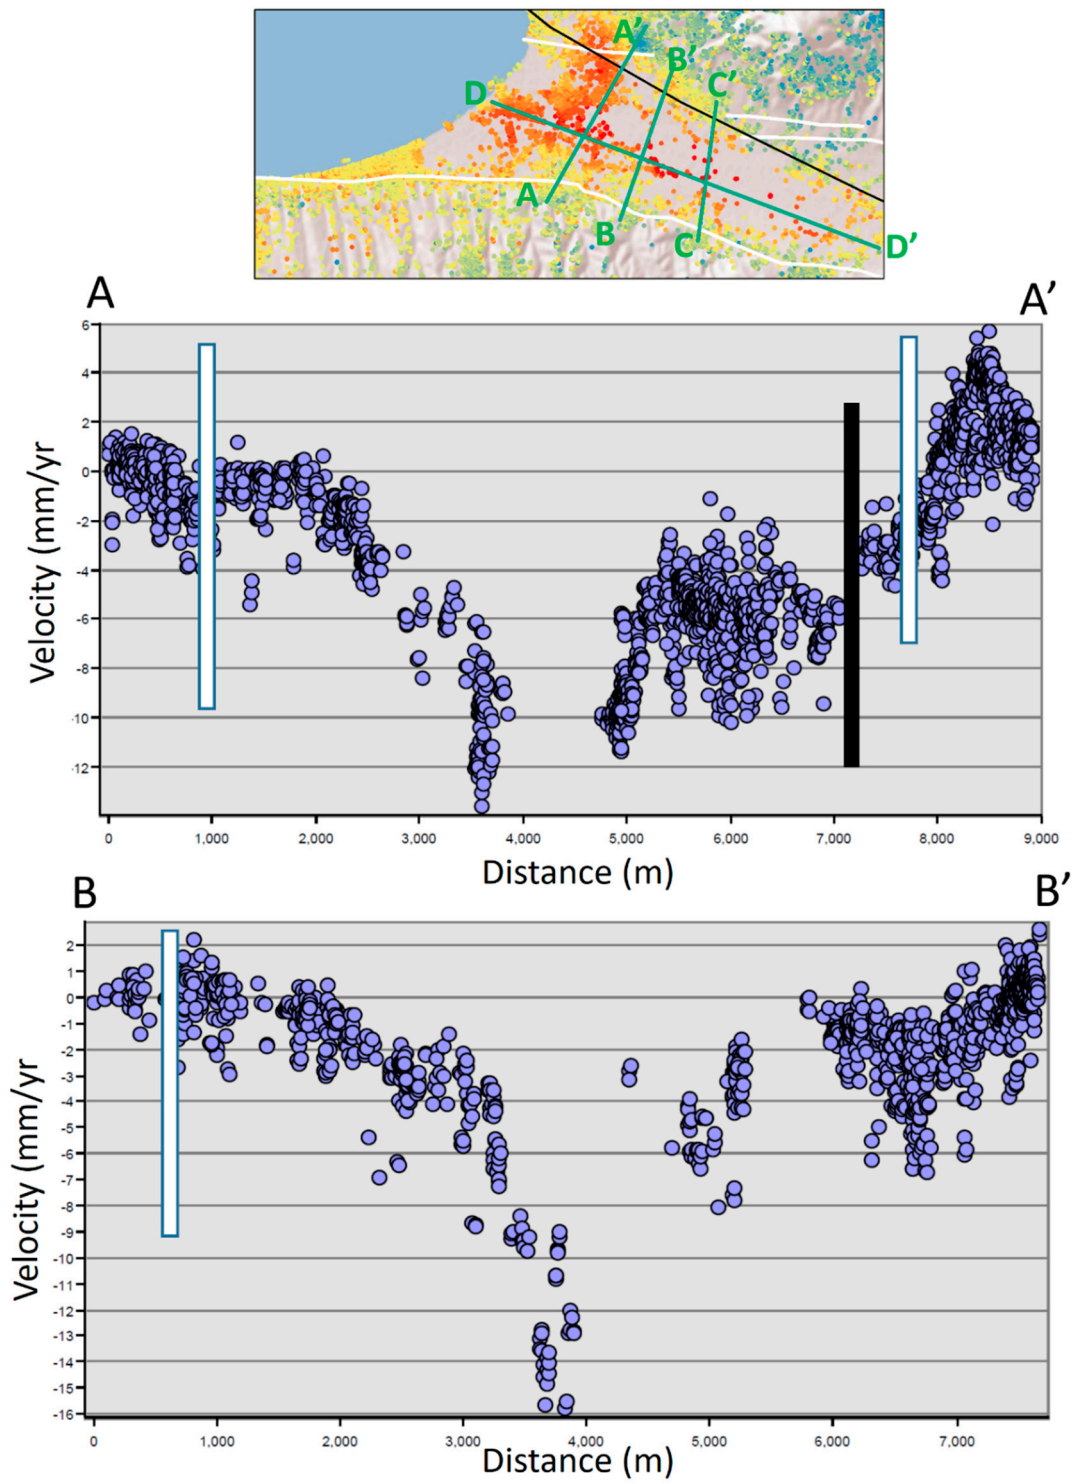 A'
B'
C'
D
A
B
C
D'
A
A'
6
4
2
0
-2
-4
-6
-8
-10
-12
Velocity (mm/yr)
0 1,000 2,000 3,000 4,000 5,000 6,000 7,000 8,000 9,000
Distance (m)
B
B'
2
1
0
-1
-2
-3
-4
-5
-6
-7
-8
-9
-10
-11
-12
-13
-14
-15
-16
Velocity (mm/yr)
0 1,000 2,000 3,000 4,000 5,000 6,000 7,000
Distance (m)